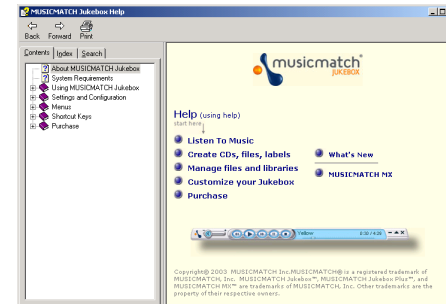 MUSICMATCH Jukebox Help
Back Forward Print
Contents Index Search
About MUSICMATCH Jukebox
System Requirements
Using MUSICMATCH Jukebox
Settings and Configuration
Menus
Shortcut Keys
Purchase
musicmatch
JUKEBOX
Help (using help)
start here
Listen To Music
Create CDs, files, labels
Manage files and libraries
Customize your Jukebox
Purchase
What's New
MUSICMATCH MX
Yellow
Copyright© 2003 MUSICMATCH Inc.MUSICMATCH® is a registered trademark of
MUSICMATCH, Inc. MUSICMATCH Jukebox™, MUSICMATCH Jukebox Plus™, and
MUSICMATCH MX™ are trademarks of MUSICMATCH, Inc. Other trademarks are the
property of their respective owners.